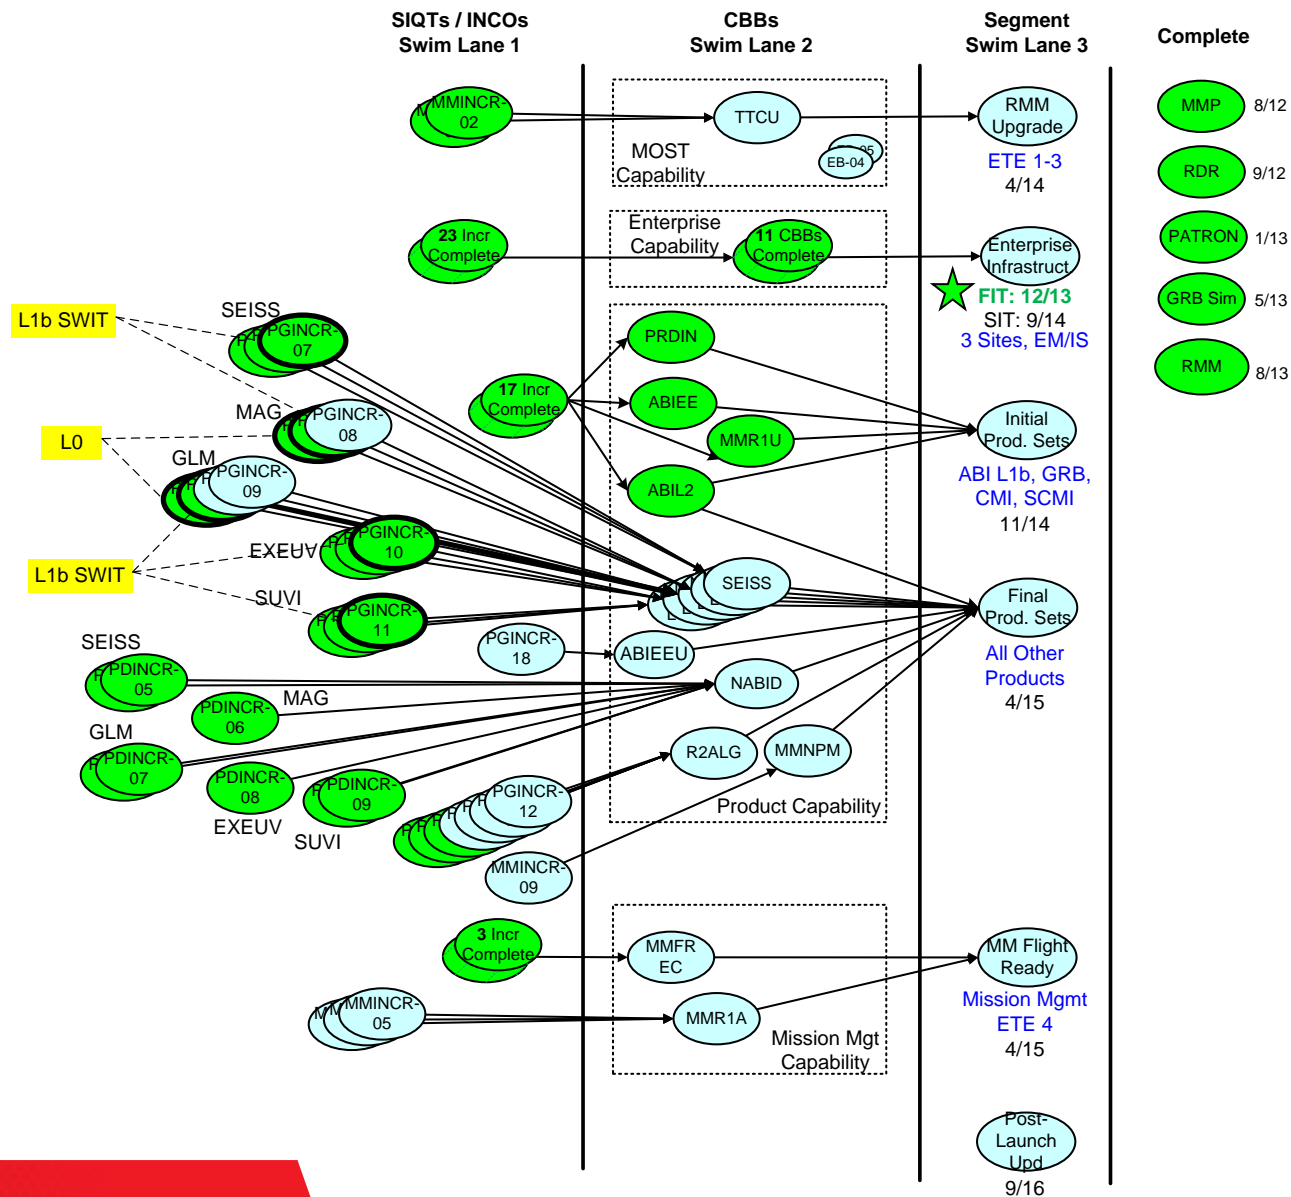 SIQTs / INCOs
Swim Lane 1
CBBs
Swim Lane 2
Segment
Swim Lane 3
Complete
MMINCR-
02
TTCU
MOST
Capability
EB-04
RMM
Upgrade
ETE 1-3
4/14
MMP
8/12
RDR
9/12
PATRON
1/13
GRB Sim
5/13
RMM
8/13
23 Incr
Complete
Enterprise
Capability
11 CBBs
Complete
Enterprise
Infrastruct.
FIT: 12/13
SIT: 9/14
3 Sites, EM/IS
L1b SWIT
L0
L1b SWIT
SEISS
PGINCR-
07
MAG
PGINCR-
08
GLM
PGINCR-
09
EXEUV
PGINCR-
10
SUVI
PGINCR-
11
17 Incr
Complete
PRDIN
ABIEE
MMR1U
ABIL2
Initial
Prod. Sets
ABI L1b, GRB,
CMI, SCMI
11/14
SEISS
PGINCR-
18
ABIEEU
NABID
R2ALG
MMNPM
Product Capability
Final
Prod. Sets
All Other
Products
4/15
SEISS
PDINCR-
05
MAG
PDINCR-
06
GLM
PDINCR-
07
PDINCR-
08
EXEUV
PDINCR-
09
SUVI
PGINCR-
12
MMINCR-
09
3 Incr
Complete
MMFR
EC
MMINCR-
05
MMR1A
Mission Mgt
Capability
MM Flight
Ready
Mission Mgmt
ETE 4
4/15
Post-
Launch
Upd
9/16